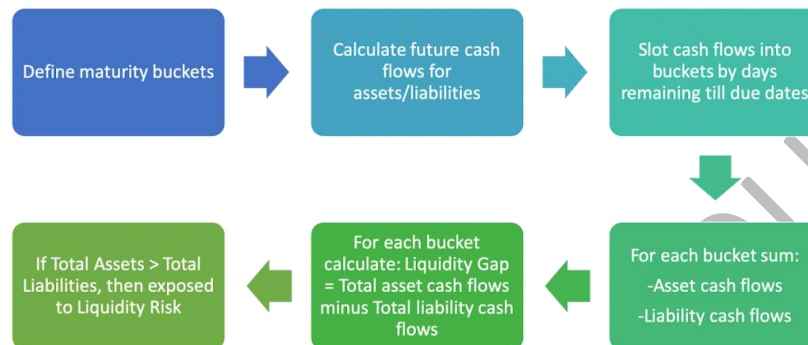 Define maturity buckets
Calculate future cash
flows for
assets/liabilities
Slot cash flows into
buckets by days
remaining till due dates
For each bucket sum:
-Asset cash flows
-Liability cash flows
For each bucket
calculate: Liquidity Gap
= Total asset cash flows
minus Total liability cash
flows
If Total Assets > Total
Liabilities, then exposed
to Liquidity Risk